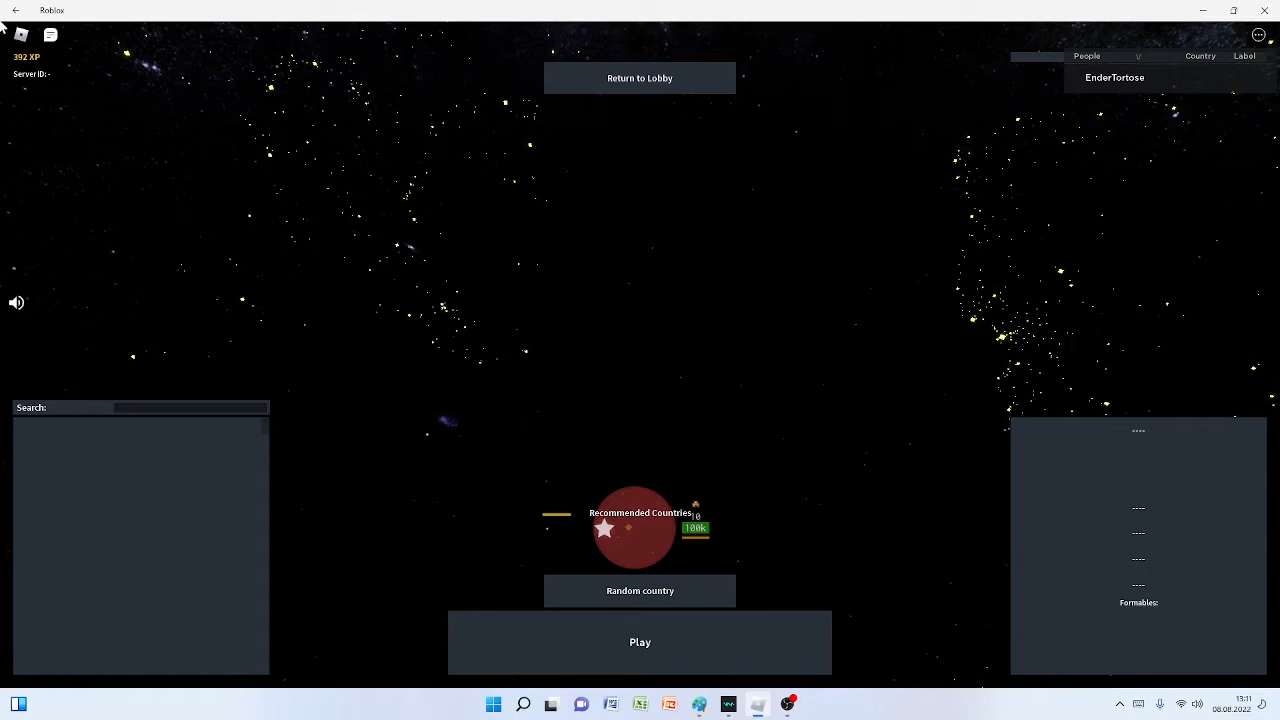 Roblox
392 XP
Server ID: -
Return to Lobby
People V Country Label
EnderTortose
Search:
----
Recommended Countries
10
100k
----
----
----
----
Formables:
Random country
Play
13:11
08.08.2022